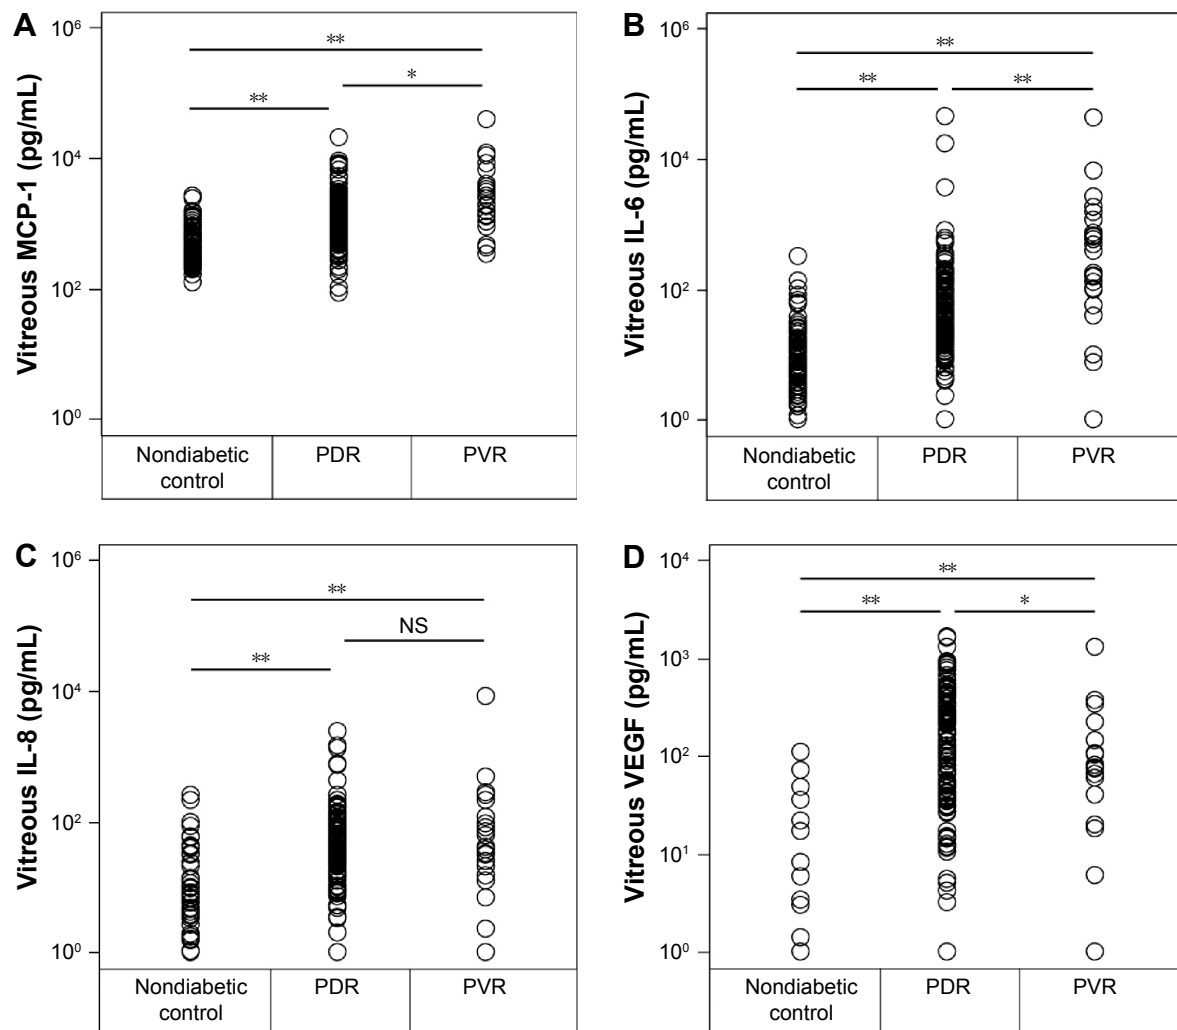 A
Vitreous MCP-1 (pg/mL)
10⁶
10⁴
10²
10⁰
**
*
**
Nondiabetic
control
PDR
PVR
B
Vitreous IL-6 (pg/mL)
10⁶
10⁴
10²
10⁰
**
**
**
Nondiabetic
control
PDR
PVR
C
Vitreous IL-8 (pg/mL)
10⁶
10⁴
10²
10⁰
**
NS
**
Nondiabetic
control
PDR
PVR
D
Vitreous VEGF (pg/mL)
10⁴
10³
10²
10¹
10⁰
**
**
*
Nondiabetic
control
PDR
PVR